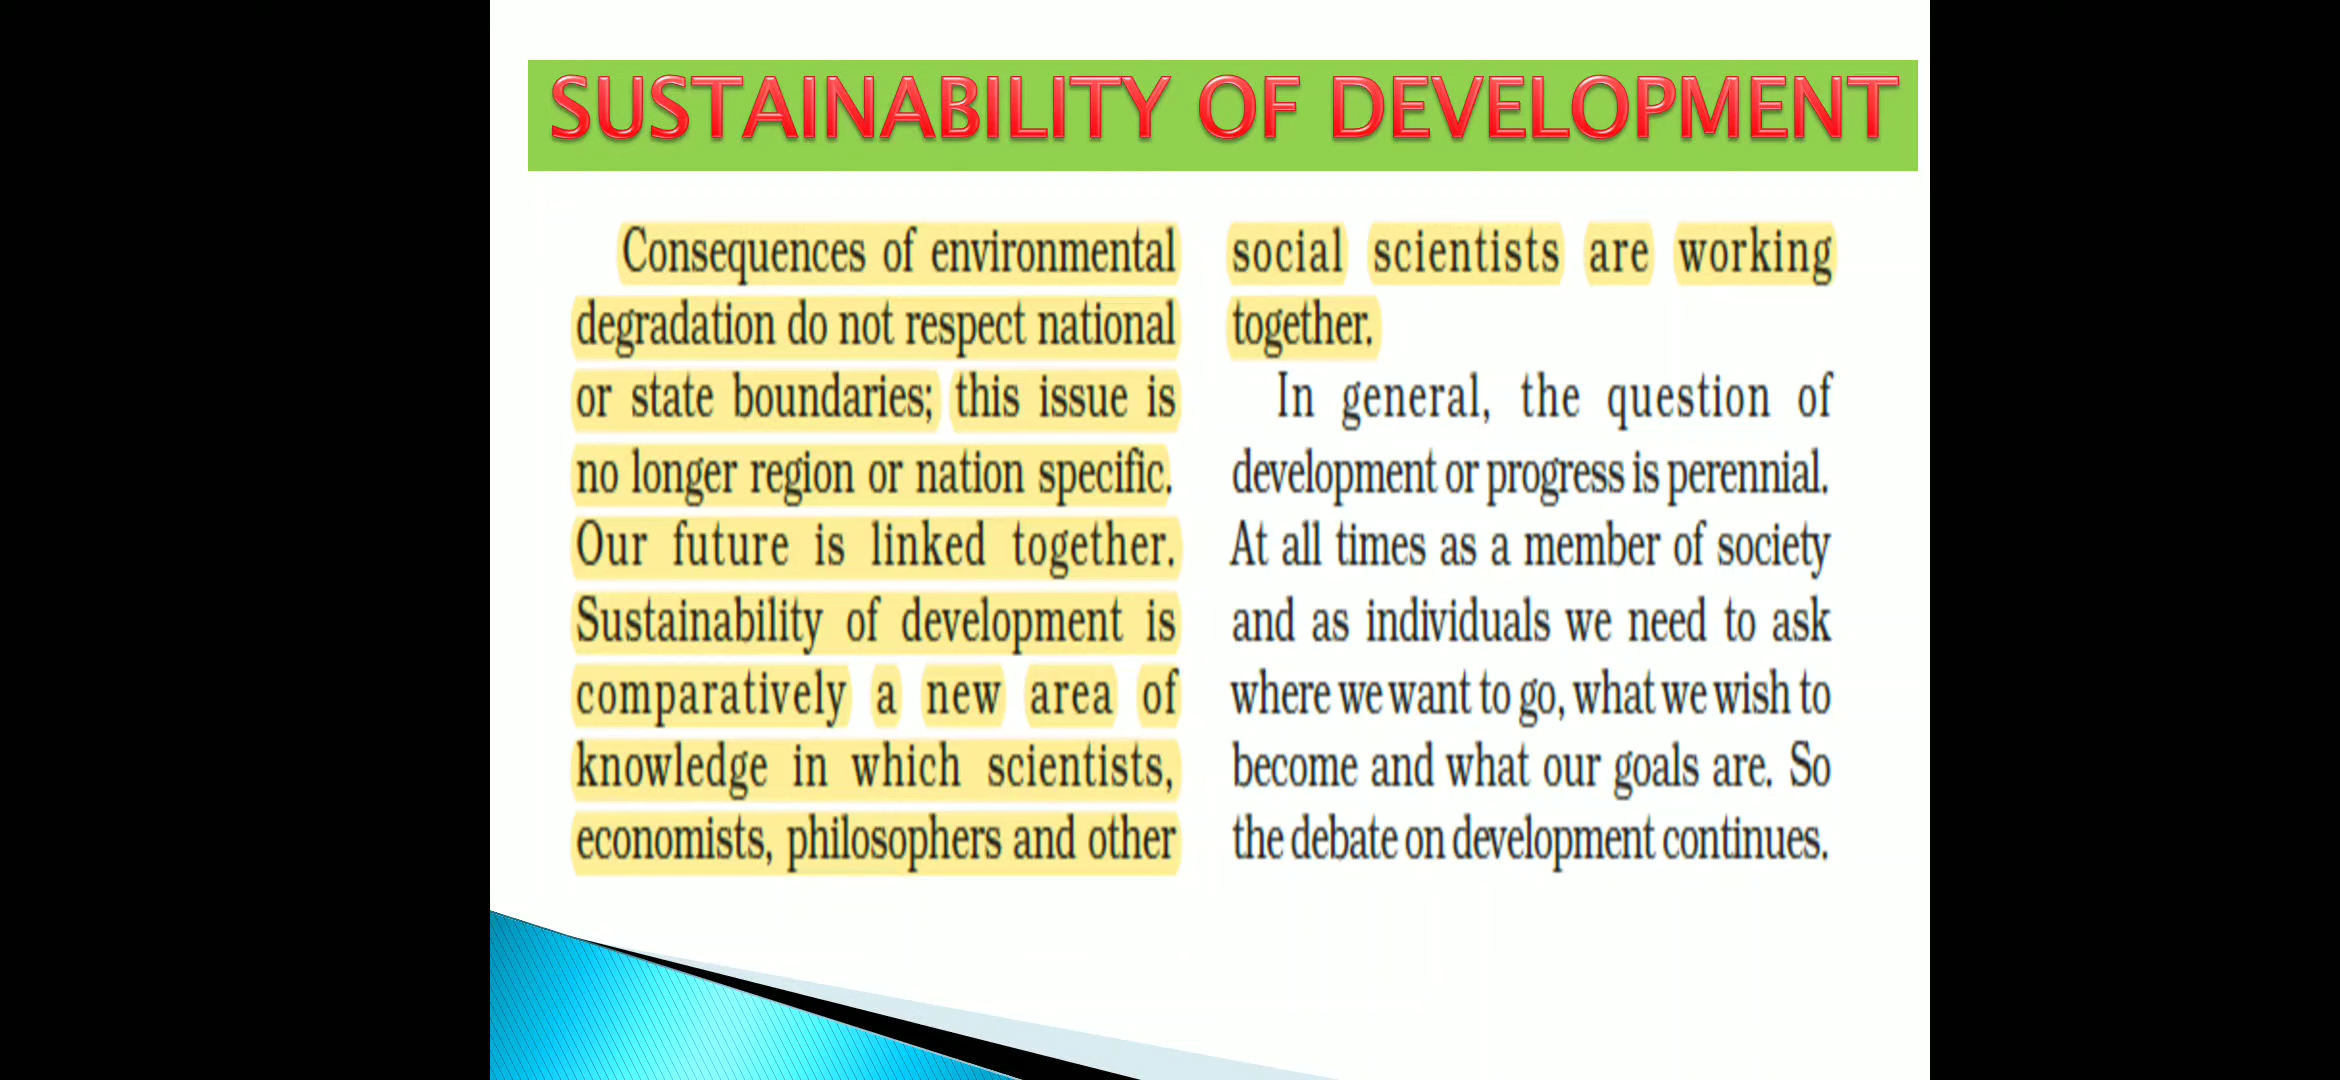 SUSTAINABILITY OF DEVELOPMENT
Consequences of environmental
degradation do not respect national
or state boundaries; this issue is
no longer region or nation specific.
Our future is linked together.
Sustainability of development is
comparatively a new area of
knowledge in which scientists,
economists, philosophers and other
social scientists are working
together.
In general, the question of
development or progress is perennial.
At all times as a member of society
and as individuals we need to ask
where we want to go, what we wish to
become and what our goals are. So
the debate on development continues.